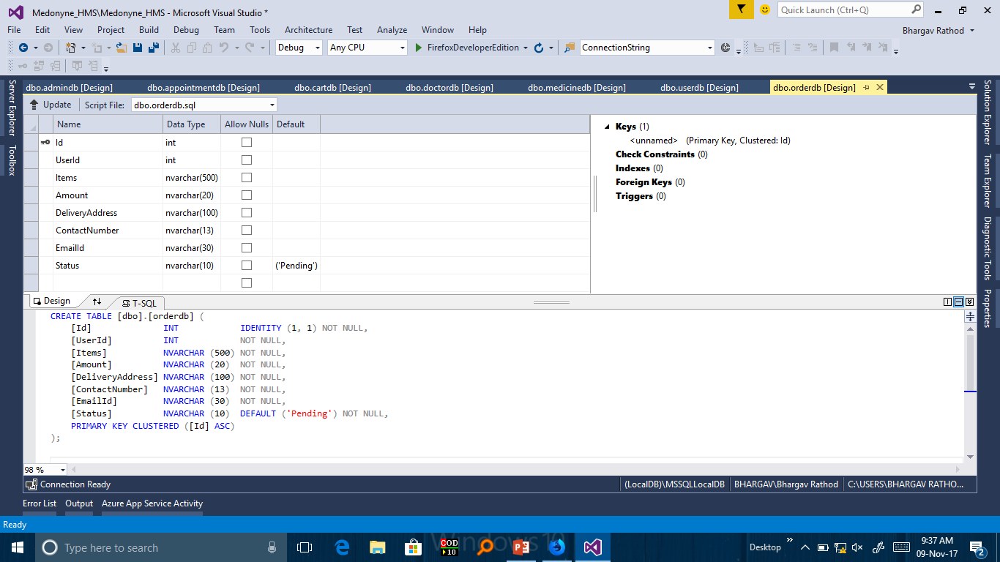 Medonyne_HMS\Medonyne_HMS - Microsoft Visual Studio *
Quick Launch (Ctrl+Q)
File Edit View Project Build Debug Team Tools Architecture Test Analyze Window Help
Bhargav Rathod
Debug Any CPU FirefoxDeveloperEdition ConnectionString
dbo.admindb [Design] dbo.appointmentdb [Design] dbo.cartdb [Design] dbo.doctordb [Design] dbo.medicinedb [Design] dbo.userdb [Design] dbo.orderdb [Design]
Server Explorer
Toolbox
Update Script File: dbo.orderdb.sql
Name Data Type Allow Nulls Default
Id int
UserId int
Items nvarchar(500)
Amount nvarchar(20)
DeliveryAddress nvarchar(100)
ContactNumber nvarchar(13)
EmailId nvarchar(30)
Status nvarchar(10) ('Pending')
Keys (1)
<unnamed> (Primary Key, Clustered: Id)
Check Constraints (0)
Indexes (0)
Foreign Keys (0)
Triggers (0)
Solution Explorer
Team Explorer
Diagnostic Tools
Properties
Design T-SQL
CREATE TABLE [dbo].[orderdb] (
[Id] INT IDENTITY (1, 1) NOT NULL,
[UserId] INT NOT NULL,
[Items] NVARCHAR (500) NOT NULL,
[Amount] NVARCHAR (20) NOT NULL,
[DeliveryAddress] NVARCHAR (100) NOT NULL,
[ContactNumber] NVARCHAR (13) NOT NULL,
[EmailId] NVARCHAR (30) NOT NULL,
[Status] NVARCHAR (10) DEFAULT ('Pending') NOT NULL,
PRIMARY KEY CLUSTERED ([Id] ASC)
);
98 %
Connection Ready (LocalDB)\MSSQLLocalDB BHARGAV\Bhargav Rathod C:\USERS\BHARGAV RATHO...
Error List Output Azure App Service Activity
Ready
Type here to search
COD
10
Windows 10
Desktop
9:37 AM
09-Nov-17
2